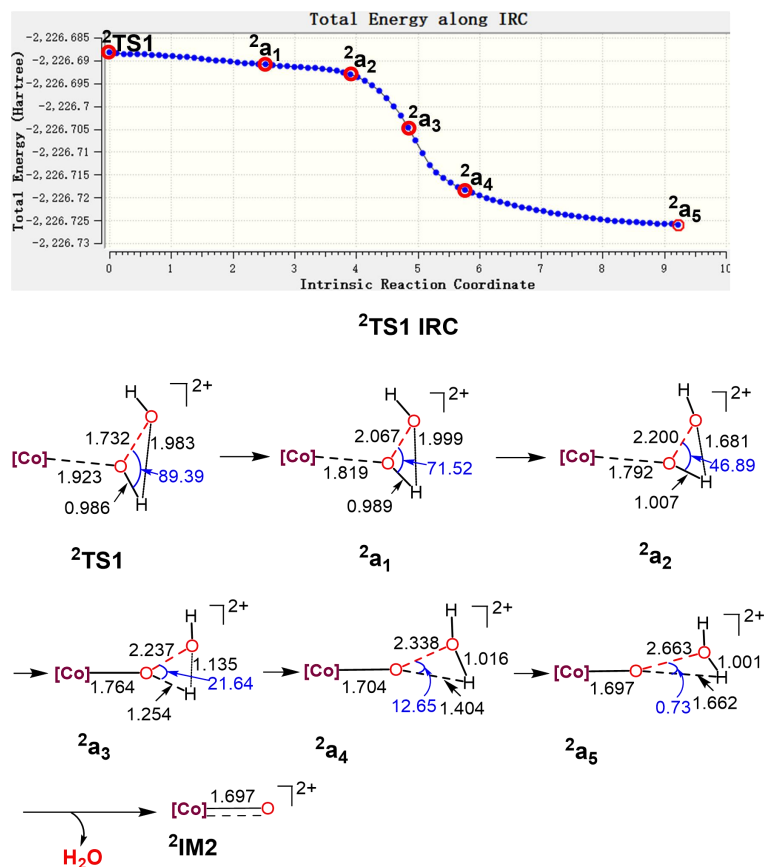 Total Energy along IRC
Total Energy (Hartree)
-2,226.685
-2,226.69
-2,226.695
-2,226.7
-2,226.705
-2,226.71
-2,226.715
-2,226.72
-2,226.725
-2,226.73
²TS1
²a₁
²a₂
²a₃
²a₄
²a₅
0 1 2 3 4 5 6 7 8 9 10
Intrinsic Reaction Coordinate
²TS1 IRC
H O 2+
1.732 1.983
[Co] O 89.39
1.923
0.986 H
²TS1
H O 2+
2.067 1.999
[Co] O 71.52
1.819
0.989 H
²a₁
H O 2+
2.200 1.681
[Co] O 46.89
1.792 H
1.007
²a₂
H 2+
2.237 O
1.135
[Co] O 21.64
1.764 H
1.254
²a₃
H 2+
2.338 O
1.016
[Co] O H
1.704
12.65 1.404
²a₄
H 2+
2.663 O
1.001
[Co] O H
1.697 1.662
0.73
²a₅
1.697 2+
[Co] O
H₂O
²IM2